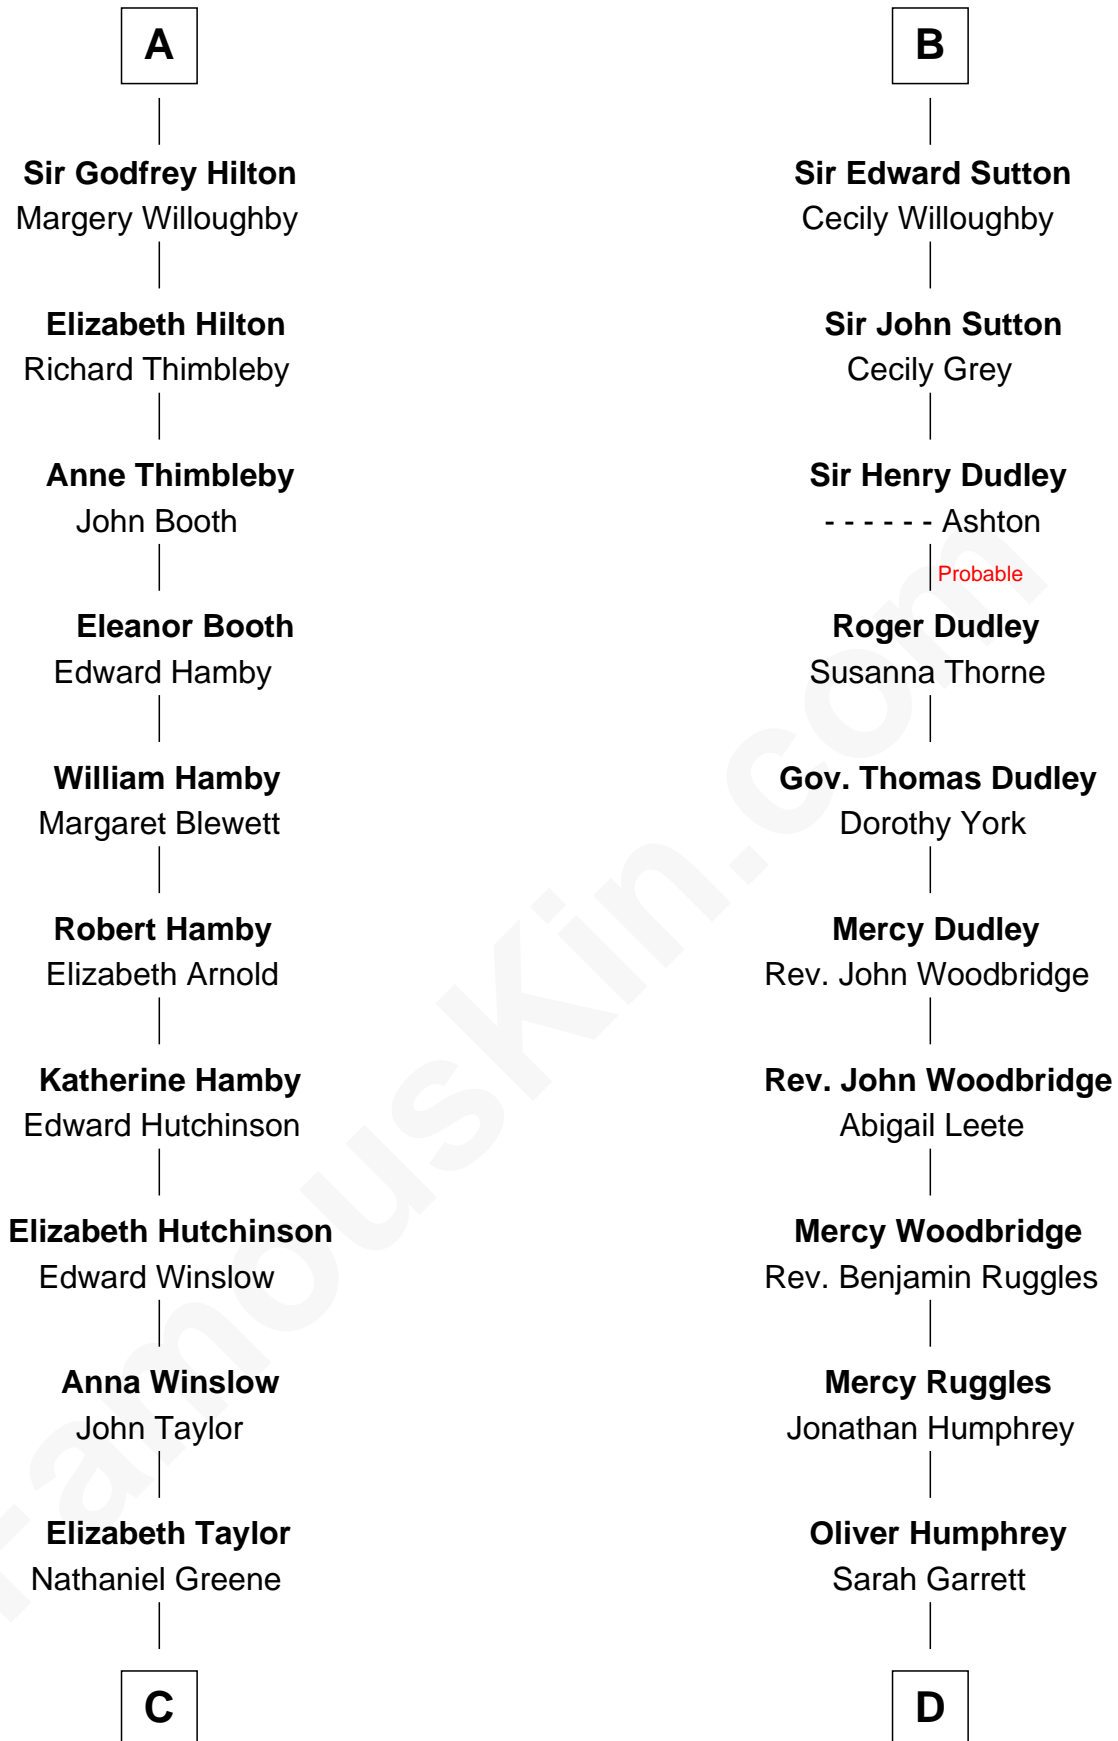 A
Sir Godfrey Hilton
Margery Willoughby
Elizabeth Hilton
Richard Thimbleby
Anne Thimbleby
John Booth
Eleanor Booth
Edward Hamby
William Hamby
Margaret Blewett
Robert Hamby
Elizabeth Arnold
Katherine Hamby
Edward Hutchinson
Elizabeth Hutchinson
Edward Winslow
Anna Winslow
John Taylor
Elizabeth Taylor
Nathaniel Greene
C
B
Sir Edward Sutton
Cecily Willoughby
Sir John Sutton
Cecily Grey
Sir Henry Dudley
- - - - - - Ashton
Probable
Roger Dudley
Susanna Thorne
Gov. Thomas Dudley
Dorothy York
Mercy Dudley
Rev. John Woodbridge
Rev. John Woodbridge
Abigail Leete
Mercy Woodbridge
Rev. Benjamin Ruggles
Mercy Ruggles
Jonathan Humphrey
Oliver Humphrey
Sarah Garrett
D
FamousKin.com